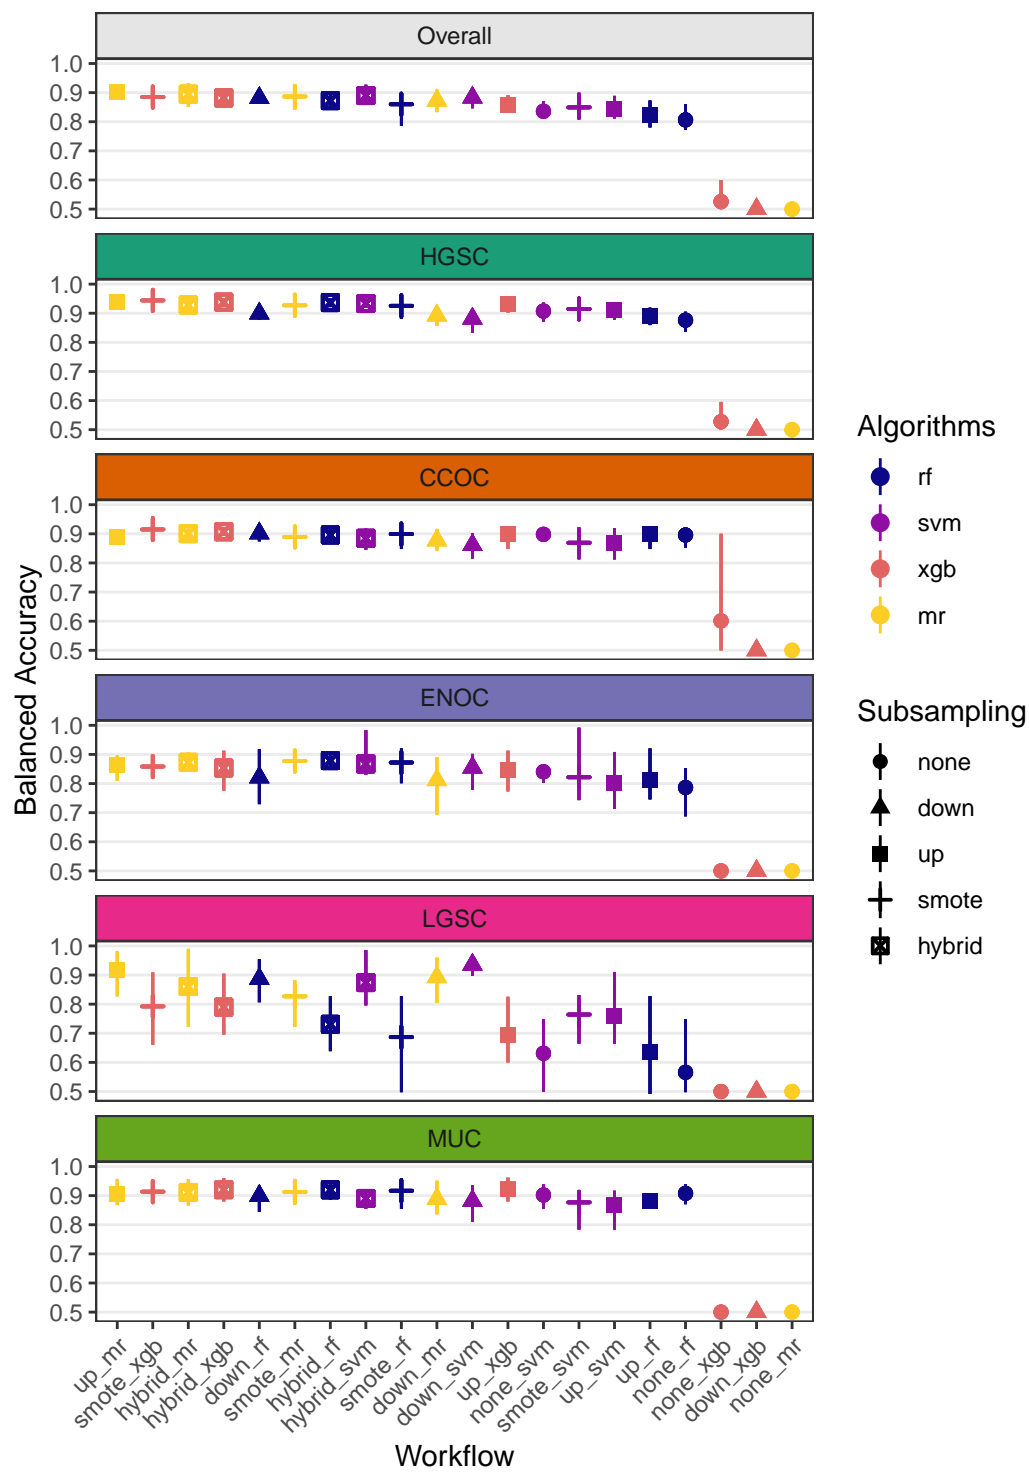 Overall
1.0
0.9
0.8
0.7
0.6
0.5
HGSC
1.0
0.9
0.8
0.7
0.6
0.5
CCOC
1.0
0.9
0.8
0.7
0.6
0.5
ENOC
1.0
0.9
0.8
0.7
0.6
0.5
LGSC
1.0
0.9
0.8
0.7
0.6
0.5
MUC
1.0
0.9
0.8
0.7
0.6
0.5
Balanced Accuracy
up_mr
smote_xgb
hybrid_mr
hybrid_xgb
down_rf
smote_mr
hybrid_rf
hybrid_svm
smote_rf
down_mr
down_svm
up_xgb
none_svm
smote_svm
up_svm
up_rf
none_rf
none_xgb
down_xgb
none_mr
Workflow
Algorithms
rf
svm
xgb
mr
Subsampling
none
down
up
smote
hybrid